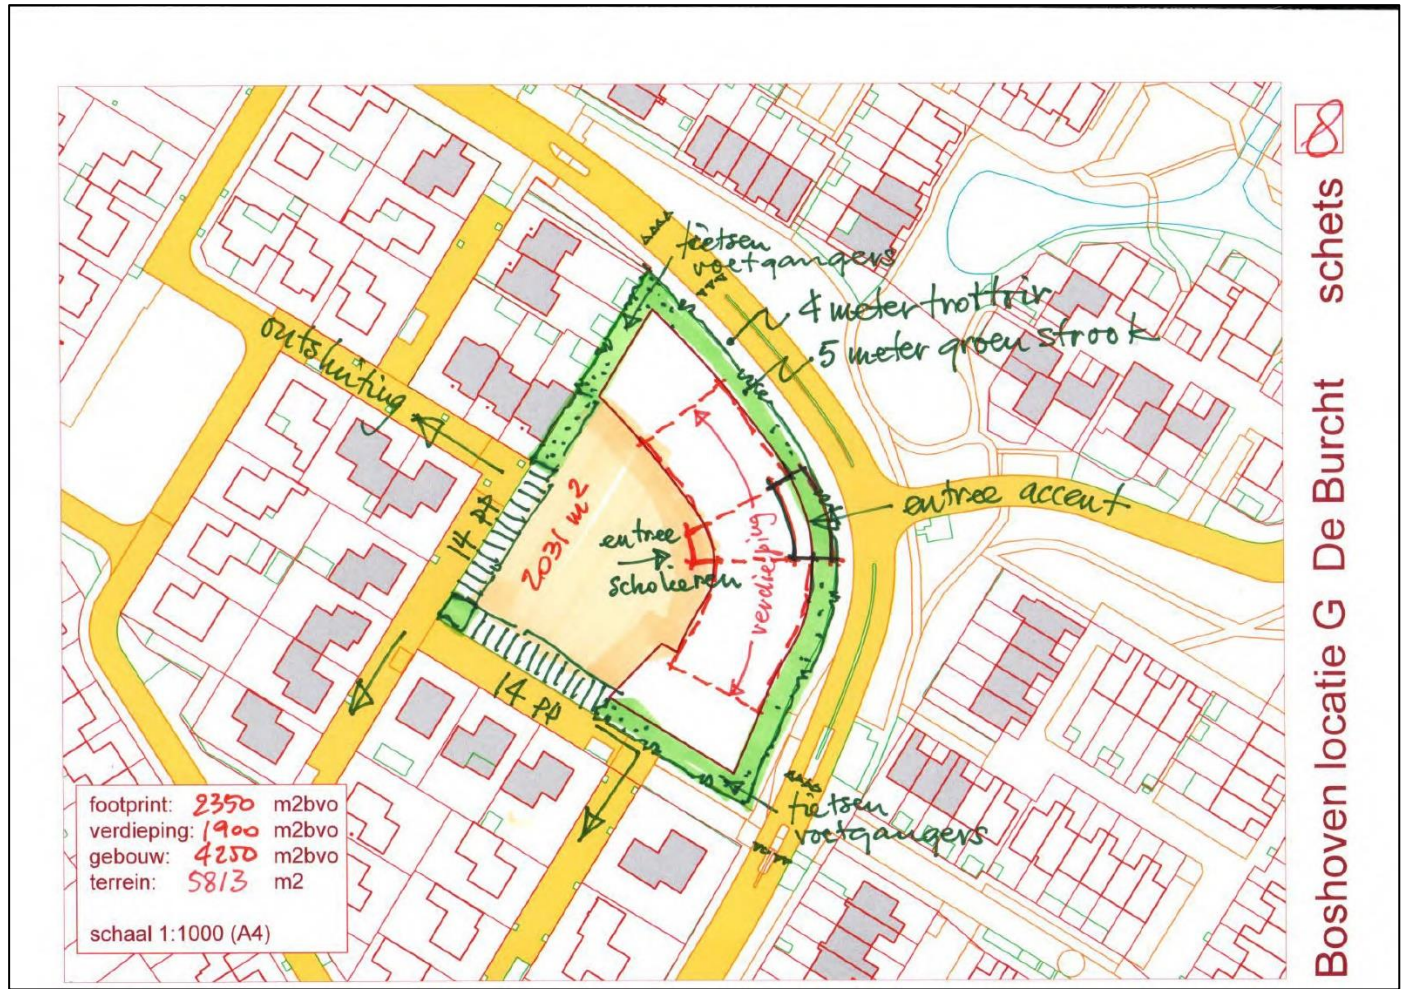 fietsen
voetgangers
4 meter trottoir
5 meter groen strook
ontsluiting
14 PP
2031 m2
entree
scholieren
verdieping
entree accent
14 PP
fietsen
voetgangers
footprint: 2350 m2bvo
verdieping: 1900 m2bvo
gebouw: 4250 m2bvo
terrein: 5813 m2
schaal 1:1000 (A4)
Boshoven locatie G De Burcht schets 8